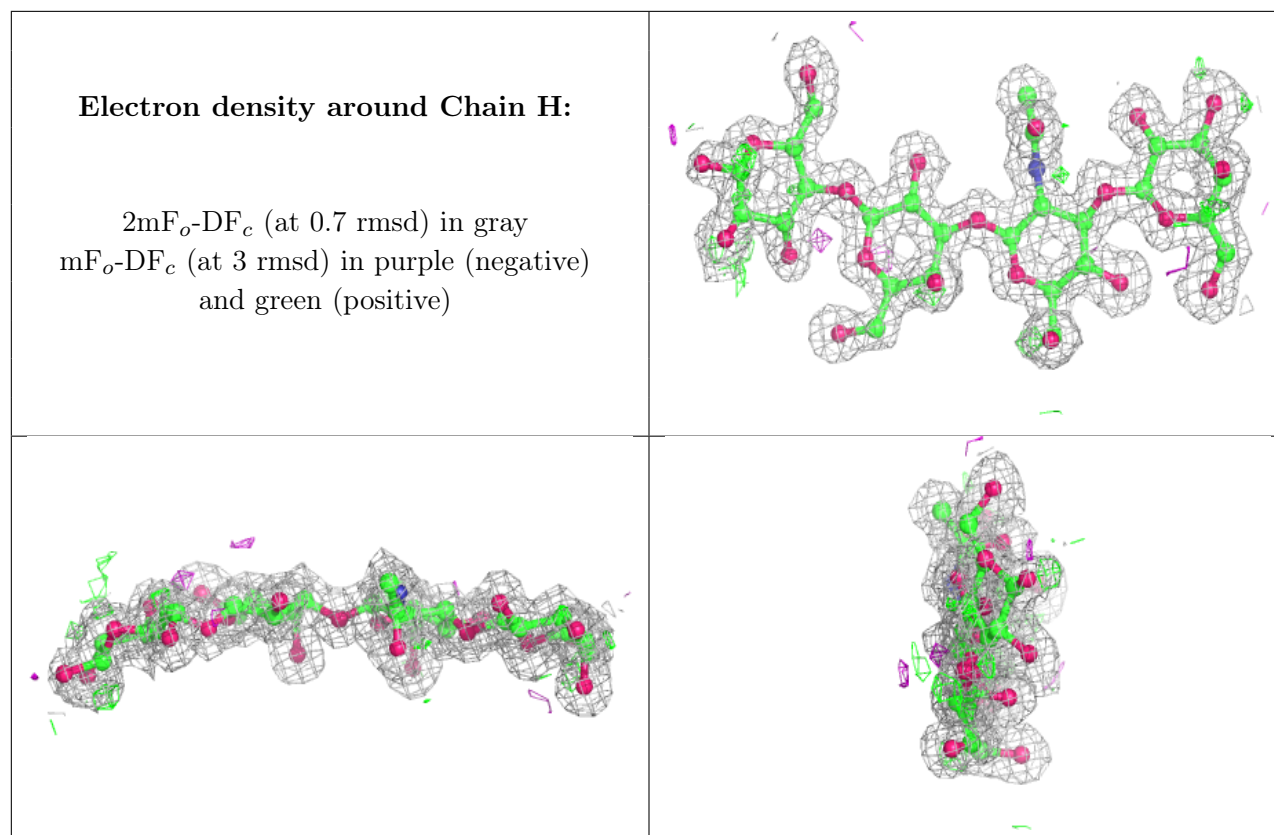 Electron density around Chain H:
2mFₒ-DF𝒸 (at 0.7 rmsd) in gray
mFₒ-DF𝒸 (at 3 rmsd) in purple (negative)
and green (positive)